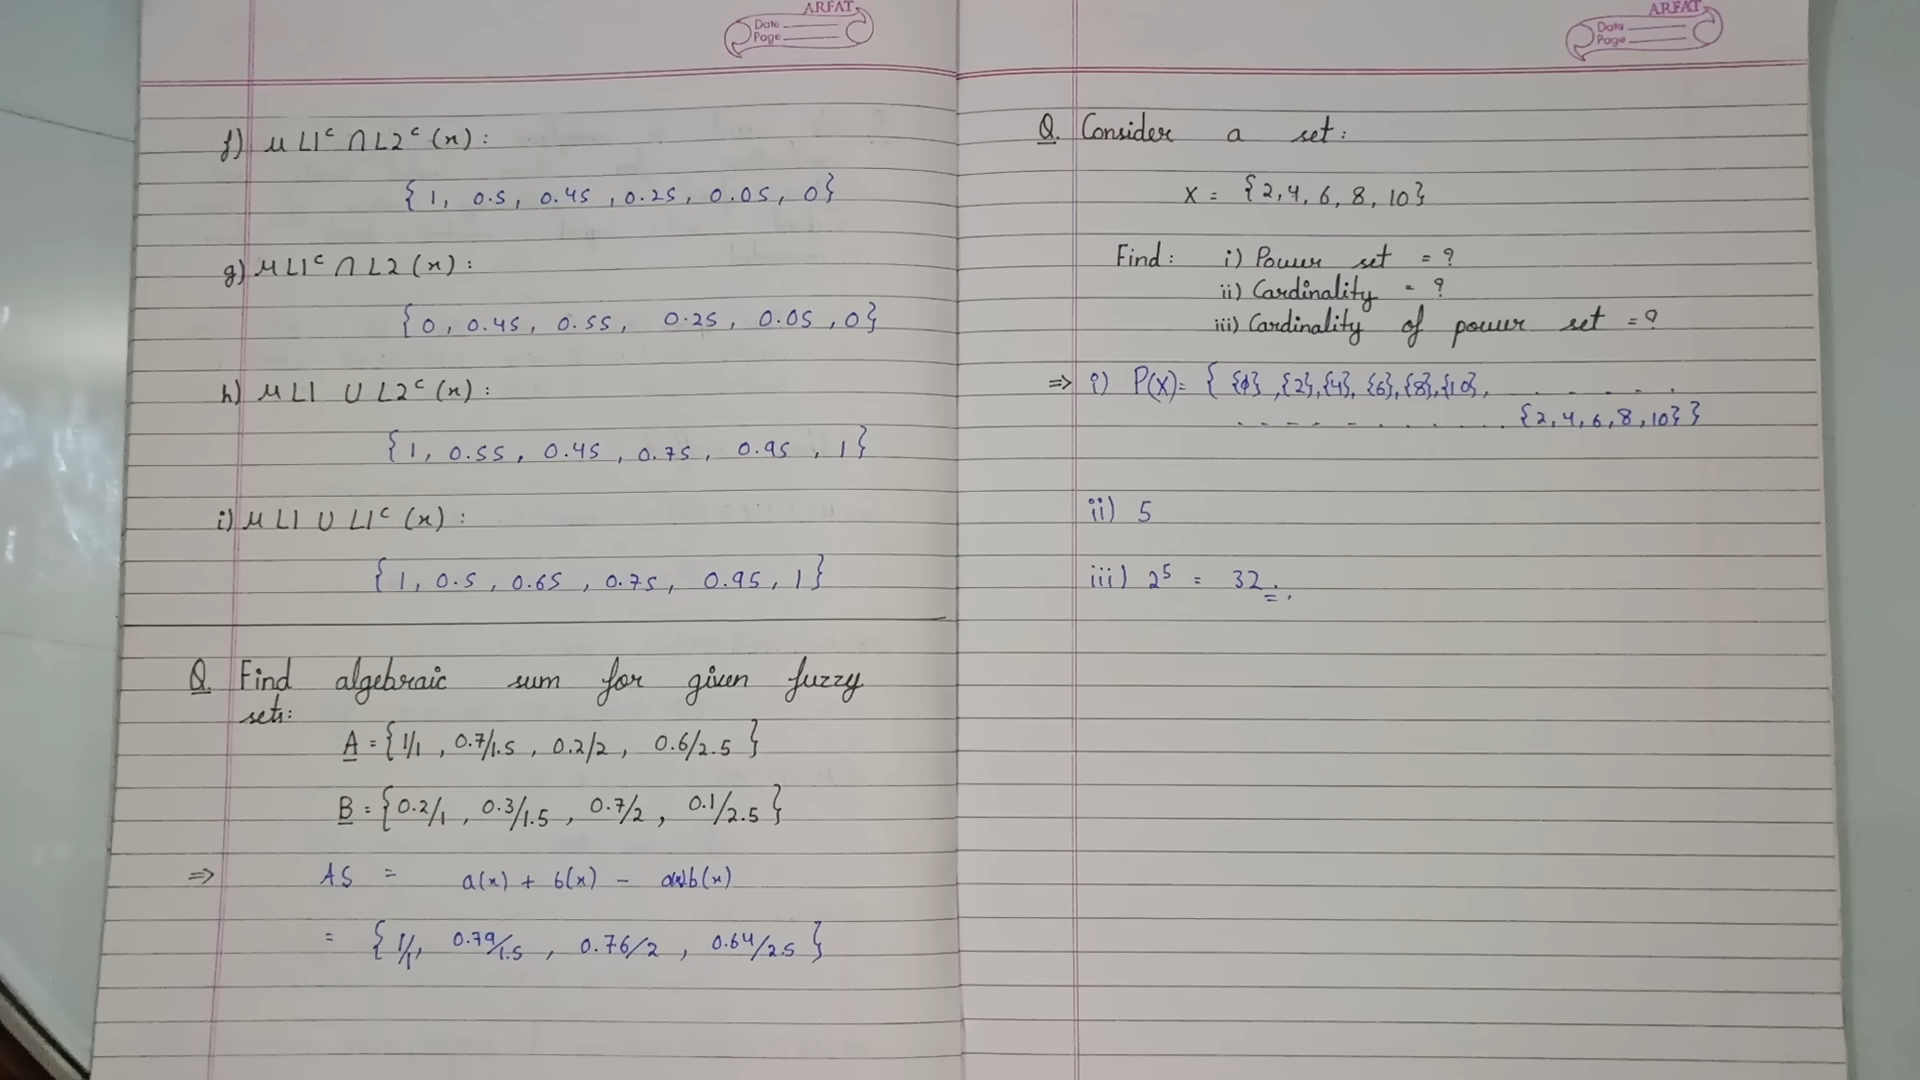 ARFAT
Date
Page
f) μ L1ᶜ ∩ L2ᶜ (x) :
{ 1, 0.5, 0.45, 0.25, 0.05, 0}
g) μ L1ᶜ ∩ L2 (x) :
{0, 0.45, 0.55, 0.25, 0.05, 0}
h) μ L1 ∪ L2ᶜ (x) :
{ 1, 0.55, 0.45, 0.75, 0.95, 1}
i) μ L1 ∪ L1ᶜ (x) :
{ 1, 0.5, 0.65, 0.75, 0.95, 1}
Q. Find algebraic sum for given fuzzy
sets:
A = {1/1, 0.7/1.5, 0.2/2, 0.6/2.5 }
B = {0.2/1, 0.3/1.5, 0.7/2, 0.1/2.5 }
⇒ AS = a(x) + b(x) - a(x)b(x)
= { 1/1, 0.79/1.5, 0.76/2, 0.64/2.5 }
ARFAT
Date
Page
Q. Consider a set:
X = {2,4, 6, 8, 10}
Find: i) Power set = ?
ii) Cardinality = ?
iii) Cardinality of power set = ?
⇒ i) P(X) = { {ϕ}, {2}, {4}, {6}, {8}, {10}, . . . . . .
. . . . . . . . . . . . {2, 4, 6, 8, 10} }
ii) 5
iii) 2⁵ = 32